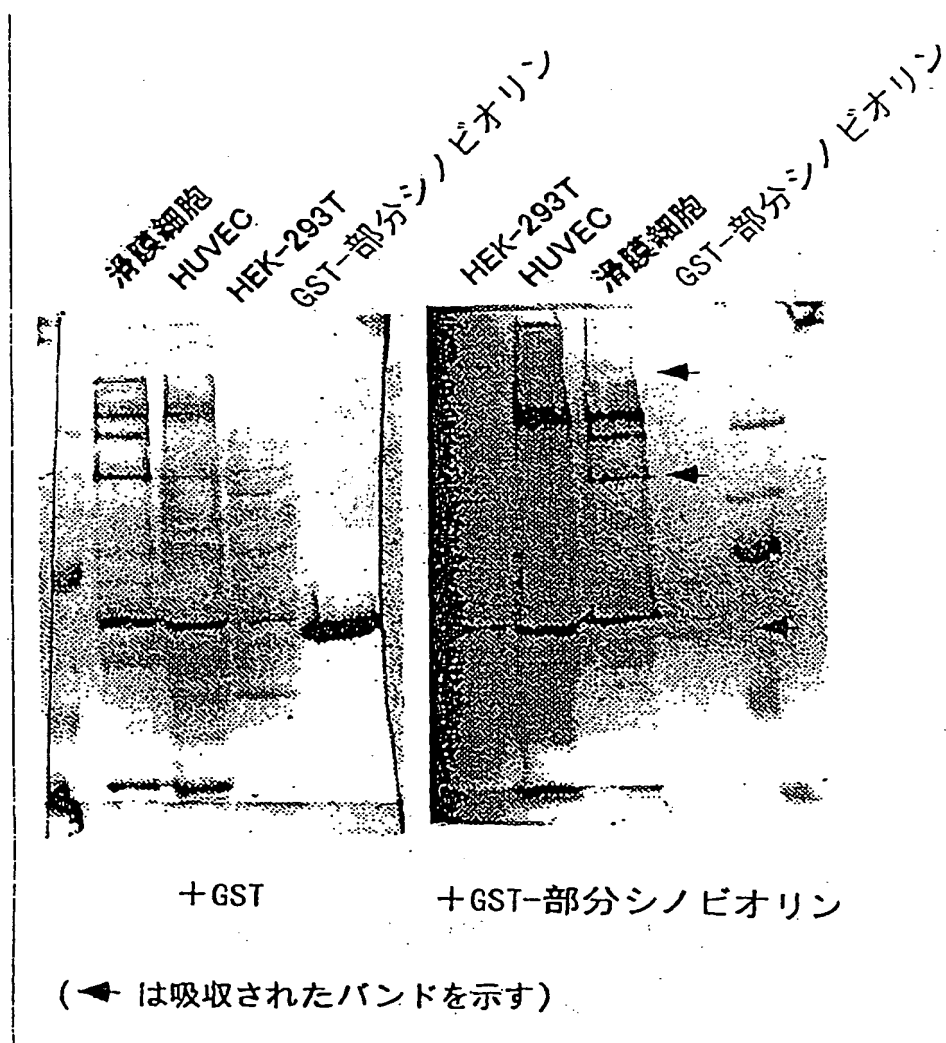 滑膜細胞
HUVEC
HEK-293T
GST-部分シノビオリン
HEK-293T
HUVEC
滑膜細胞
GST-部分シノビオリン
+GST
+GST-部分シノビオリン
(← は吸収されたバンドを示す)